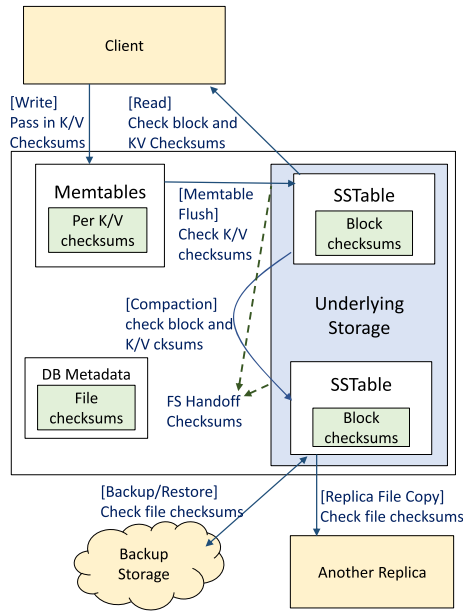 Client
[Write]
Pass in K/V
Checksums
[Read]
Check block and
KV Checksums
Memtables
Per K/V
checksums
[Memtable
Flush]
Check K/V
checksums
SSTable
Block
checksums
Underlying
Storage
[Compaction]
check block and
K/V cksums
DB Metadata
File
checksums
FS Handoff
Checksums
SSTable
Block
checksums
[Backup/Restore]
Check file checksums
[Replica File Copy]
Check file checksums
Backup
Storage
Another Replica